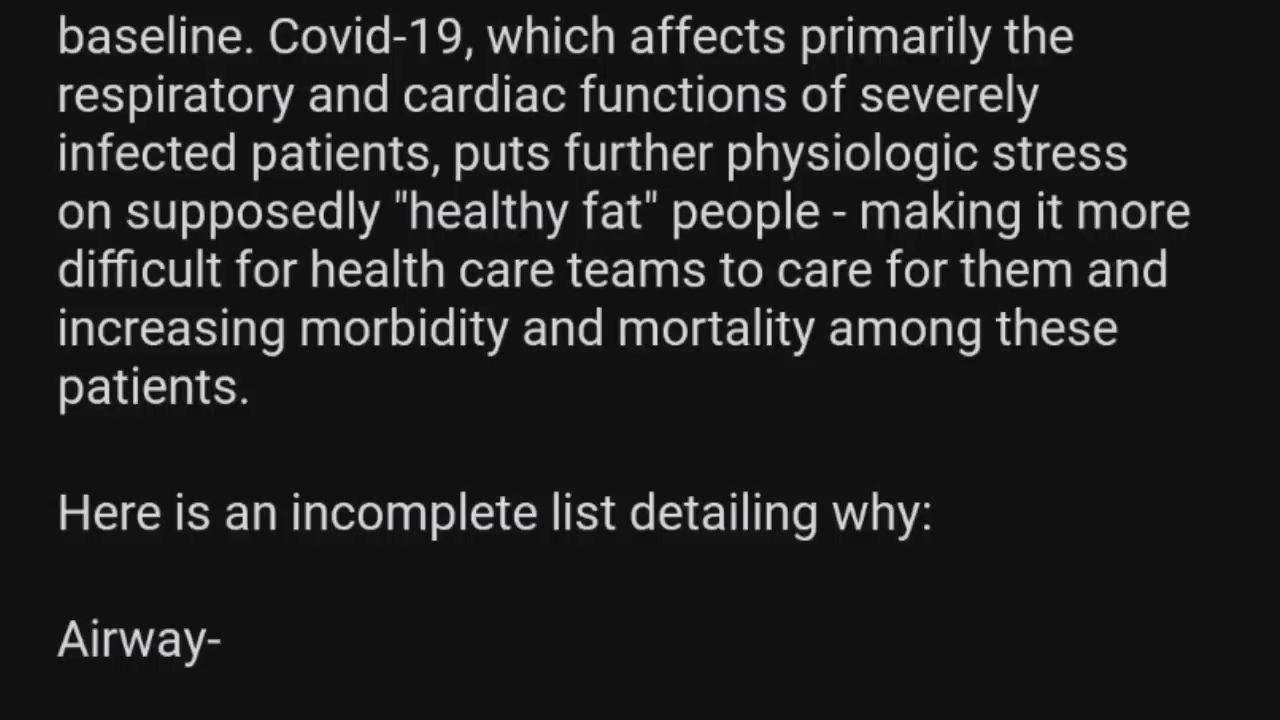 baseline. Covid-19, which affects primarily the
respiratory and cardiac functions of severely
infected patients, puts further physiologic stress
on supposedly "healthy fat" people - making it more
difficult for health care teams to care for them and
increasing morbidity and mortality among these
patients.
Here is an incomplete list detailing why:
Airway-